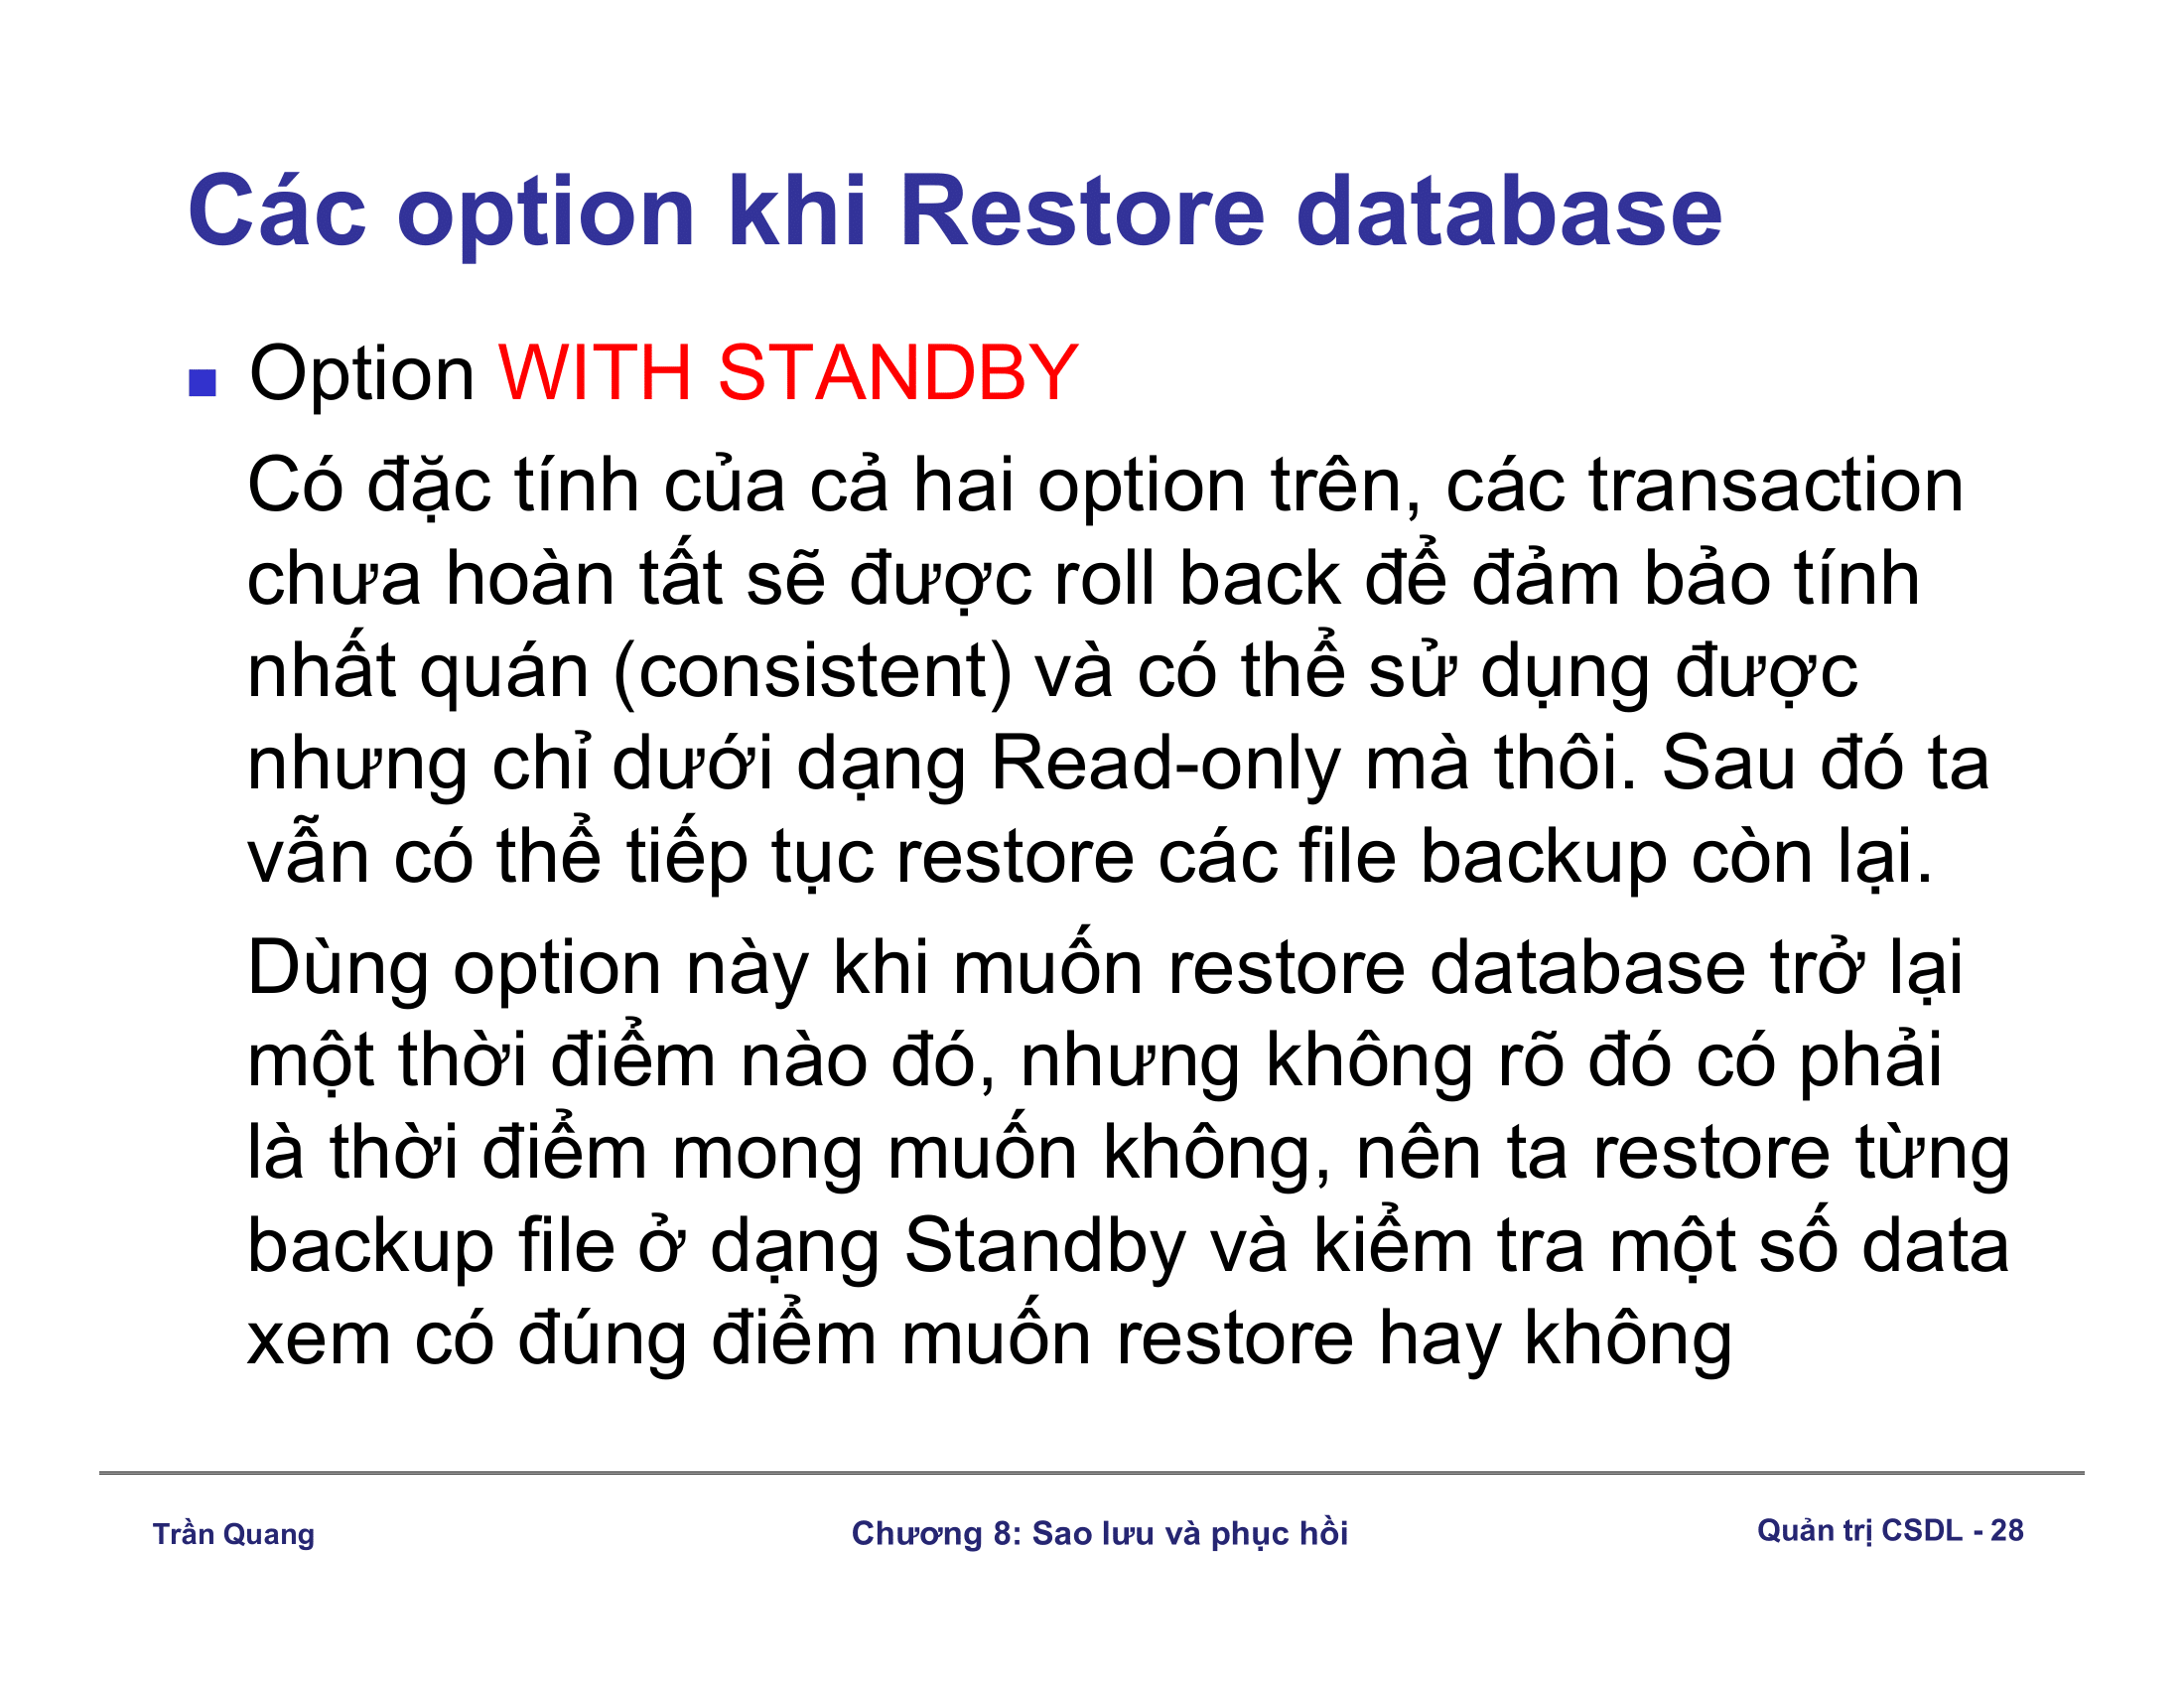 Các option khi Restore database
Option WITH STANDBY
Có đặc tính của cả hai option trên, các transaction
chưa hoàn tất sẽ được roll back để đảm bảo tính
nhất quán (consistent) và có thể sử dụng được
nhưng chỉ dưới dạng Read-only mà thôi. Sau đó ta
vẫn có thể tiếp tục restore các file backup còn lại.
Dùng option này khi muốn restore database trở lại
một thời điểm nào đó, nhưng không rõ đó có phải
là thời điểm mong muốn không, nên ta restore từng
backup file ở dạng Standby và kiểm tra một số data
xem có đúng điểm muốn restore hay không
Trần Quang
Chương 8: Sao lưu và phục hồi
Quản trị CSDL - 28